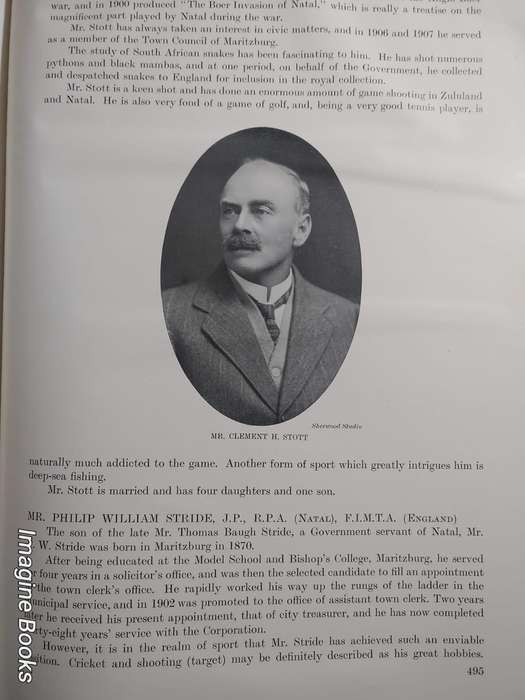 war, and in 1900 produced "The Boer Invasion of Natal," which is really a treatise on the
magnificent part played by Natal during the war.
Mr. Stott has always taken an interest in civic matters, and in 1906 and 1907 he served
as a member of the Town Council of Maritzburg.
The study of South African snakes has been fascinating to him. He has shot numerous
pythons and black mambas, and at one period, on behalf of the Government, he collected
and despatched snakes to England for inclusion in the royal collection.
Mr. Stott is a keen shot and has done an enormous amount of game shooting in Zululand
and Natal. He is also very fond of a game of golf, and, being a very good tennis player, is
Sherwood Studio
MR. CLEMENT H. STOTT
naturally much addicted to the game. Another form of sport which greatly intrigues him is
deep-sea fishing.
Mr. Stott is married and has four daughters and one son.
MR. PHILIP WILLIAM STRIDE, J.P., R.P.A. (NATAL), F.I.M.T.A. (ENGLAND)
The son of the late Mr. Thomas Baugh Stride, a Government servant of Natal, Mr.
W. Stride was born in Maritzburg in 1870.
After being educated at the Model School and Bishop's College, Maritzburg, he served
four years in a solicitor's office, and was then the selected candidate to fill an appointment
the town clerk's office. He rapidly worked his way up the rungs of the ladder in the
municipal service, and in 1902 was promoted to the office of assistant town clerk. Two years
later he received his present appointment, that of city treasurer, and he has now completed
years' service with the Corporation.
However, it is in the realm of sport that Mr. Stride has achieved such an enviable
Cricket and shooting (target) may be definitely described as his great hobbies.
495
Imagine Books